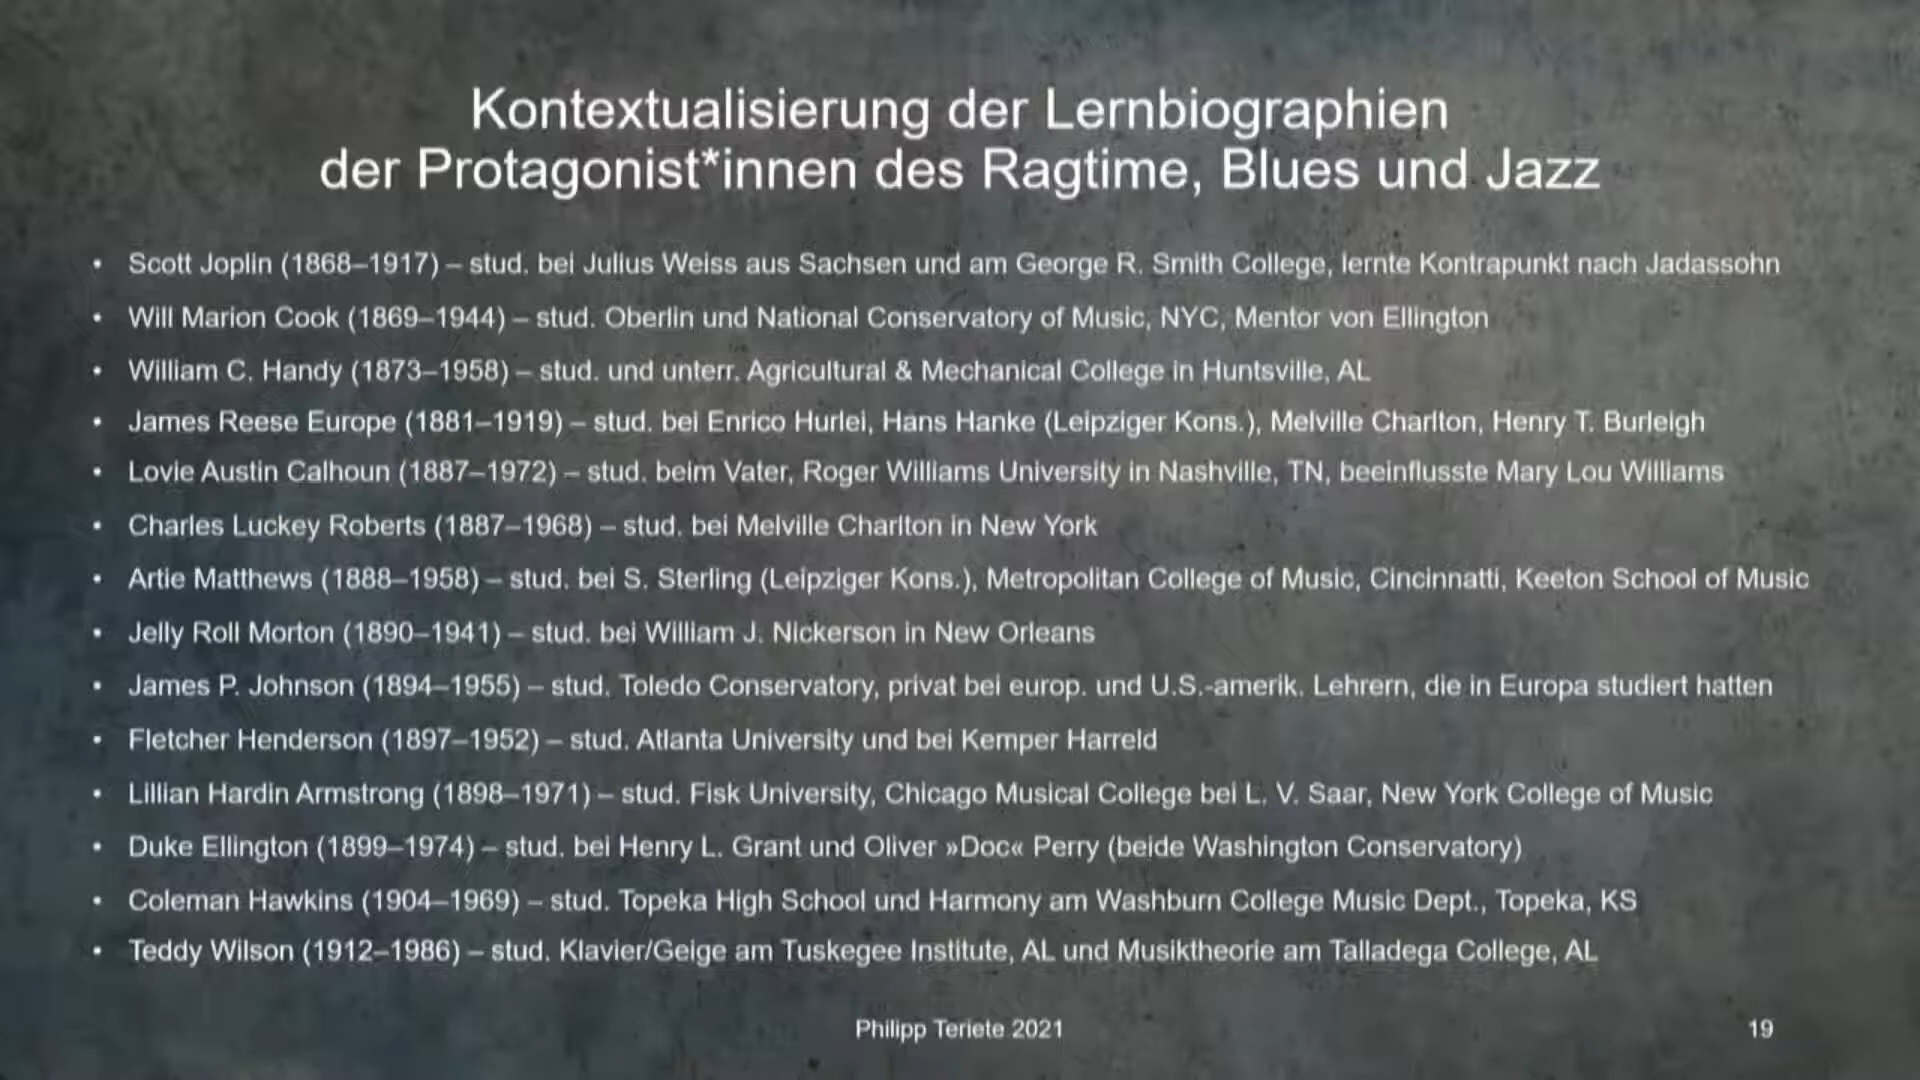 Kontextualisierung der Lernbiographien
der Protagonist*innen des Ragtime, Blues und Jazz
• Scott Joplin (1868–1917) – stud. bei Julius Weiss aus Sachsen und am George R. Smith College, lernte Kontrapunkt nach Jadassohn
• Will Marion Cook (1869–1944) – stud. Oberlin und National Conservatory of Music, NYC, Mentor von Ellington
• William C. Handy (1873–1958) – stud. und unterr. Agricultural & Mechanical College in Huntsville, AL
• James Reese Europe (1881–1919) – stud. bei Enrico Hurlei, Hans Hanke (Leipziger Kons.), Melville Charlton, Henry T. Burleigh
• Lovie Austin Calhoun (1887–1972) – stud. beim Vater, Roger Williams University in Nashville, TN, beeinflusste Mary Lou Williams
• Charles Luckey Roberts (1887–1968) – stud. bei Melville Charlton in New York
• Artie Matthews (1888–1958) – stud. bei S. Sterling (Leipziger Kons.), Metropolitan College of Music, Cincinnatti, Keeton School of Music
• Jelly Roll Morton (1890–1941) – stud. bei William J. Nickerson in New Orleans
• James P. Johnson (1894–1955) – stud. Toledo Conservatory, privat bei europ. und U.S.-amerik. Lehrern, die in Europa studiert hatten
• Fletcher Henderson (1897–1952) – stud. Atlanta University und bei Kemper Harreld
• Lillian Hardin Armstrong (1898–1971) – stud. Fisk University, Chicago Musical College bei L. V. Saar, New York College of Music
• Duke Ellington (1899–1974) – stud. bei Henry L. Grant und Oliver »Doc« Perry (beide Washington Conservatory)
• Coleman Hawkins (1904–1969) – stud. Topeka High School und Harmony am Washburn College Music Dept., Topeka, KS
• Teddy Wilson (1912–1986) – stud. Klavier/Geige am Tuskegee Institute, AL und Musiktheorie am Talladega College, AL
Philipp Teriete 2021
19